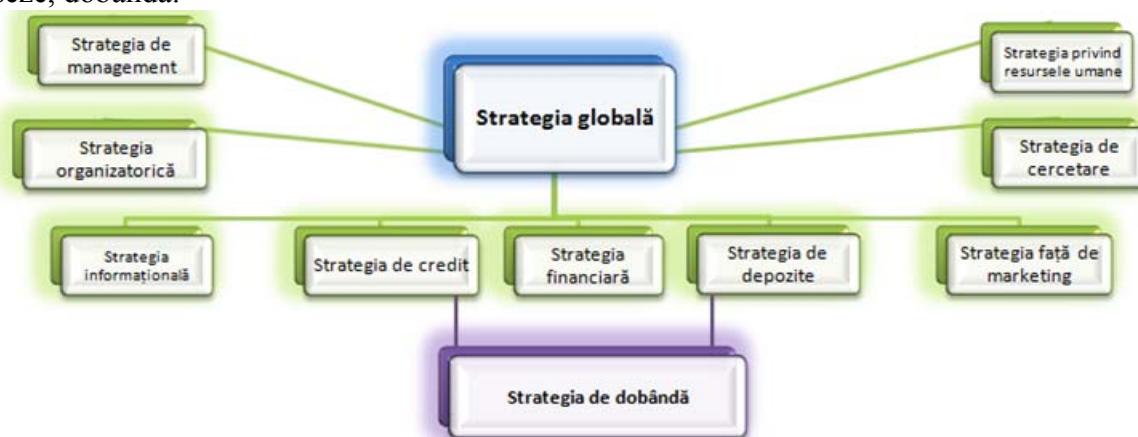 dobânda.
Strategia de
management
Strategia globală
Strategia privind
resursele umane
Strategia
organizatorică
Strategia de
cercetare
Strategia
informațională
Strategia de credit
Strategia
financiară
Strategia de
depozite
Strategia față de
marketing
Strategia de dobândă